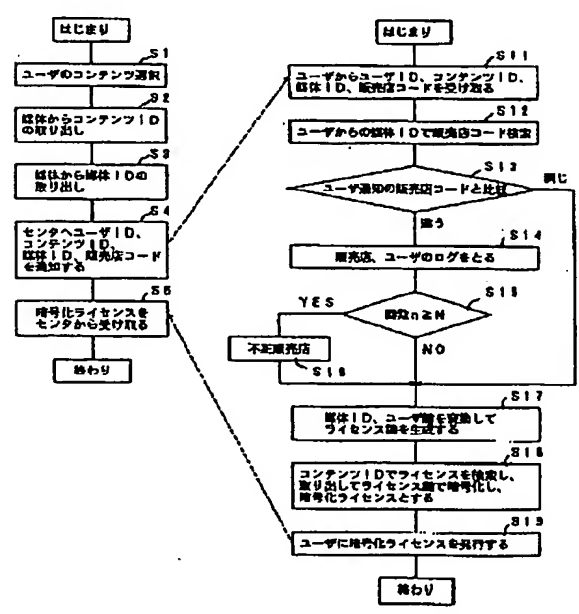 はじまり
S1
ユーザのコンテンツ選択
S2
媒体からコンテンツID
の取り出し
S3
媒体から媒体IDの
取り出し
S4
センタへユーザID、
コンテンツID、
媒体ID、販売店コード
を通知する
S5
暗号化ライセンスを
センタから受け取る
終わり
はじまり
S11
ユーザからユーザID、コンテンツID、
媒体ID、販売店コードを受け取る
S12
ユーザからの媒体IDで販売店コード検索
S13
ユーザ通知の販売店コードと比較
同じ
違う
S14
販売店、ユーザのログをとる
S15
YES
回数n≧N
不正販売店
S16
NO
S17
媒体ID、ユーザ鍵を変換して
ライセンス鍵を生成する
S18
コンテンツIDでライセンスを検索し、
取り出してライセンス鍵で暗号化し、
暗号化ライセンスとする
S19
ユーザに暗号化ライセンスを発行する
終わり